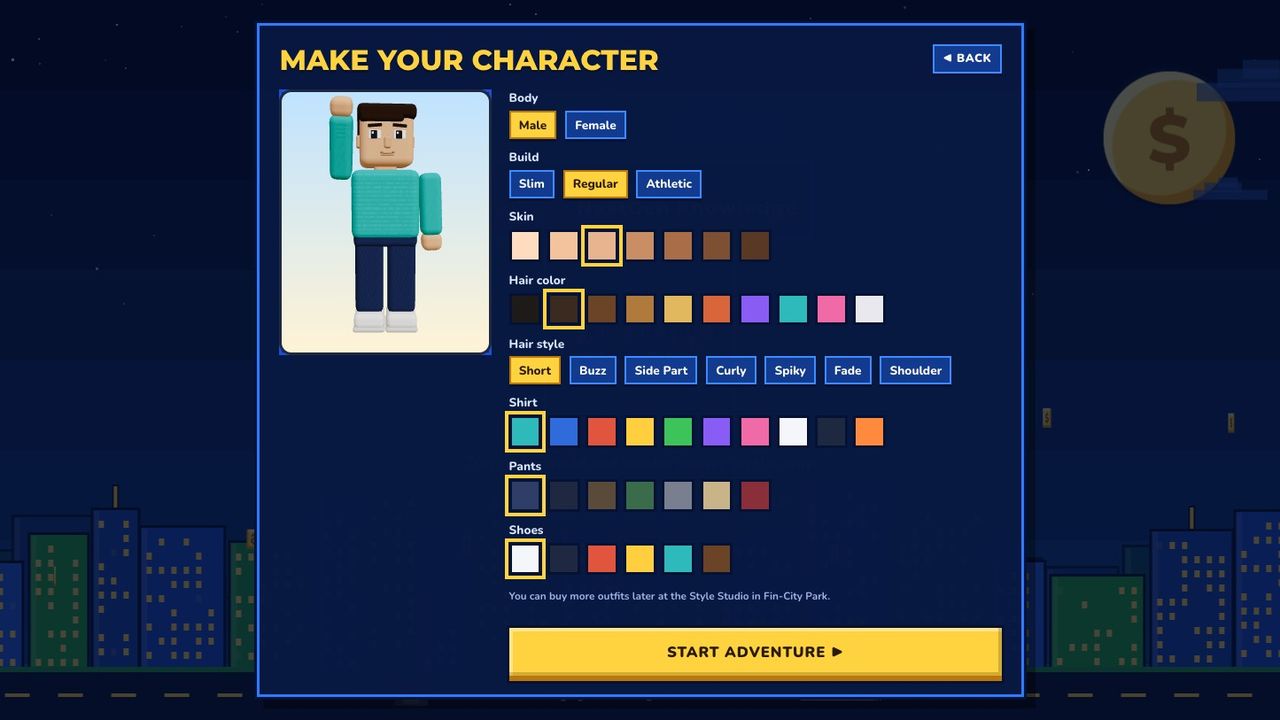 MAKE YOUR CHARACTER
◄ BACK
Body
Male Female
Build
Slim Regular Athletic
Skin
Hair color
Hair style
Short Buzz Side Part Curly Spiky Fade Shoulder
Shirt
Pants
Shoes
You can buy more outfits later at the Style Studio in Fin-City Park.
START ADVENTURE ►
$